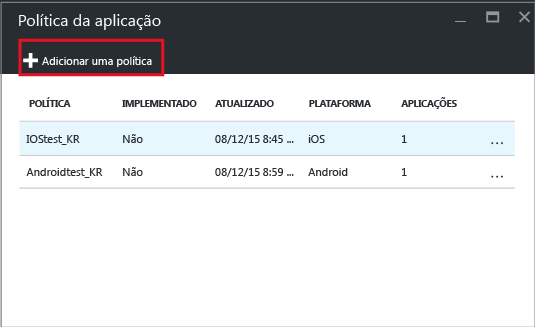 Política da aplicação
Adicionar uma política
POLÍTICA IMPLEMENTADO ATUALIZADO PLATAFORMA APLICAÇÕES
IOStest_KR Não 08/12/15 8:45 ... iOS 1 ...
Androidtest_KR Não 08/12/15 8:59 ... Android 1 ...